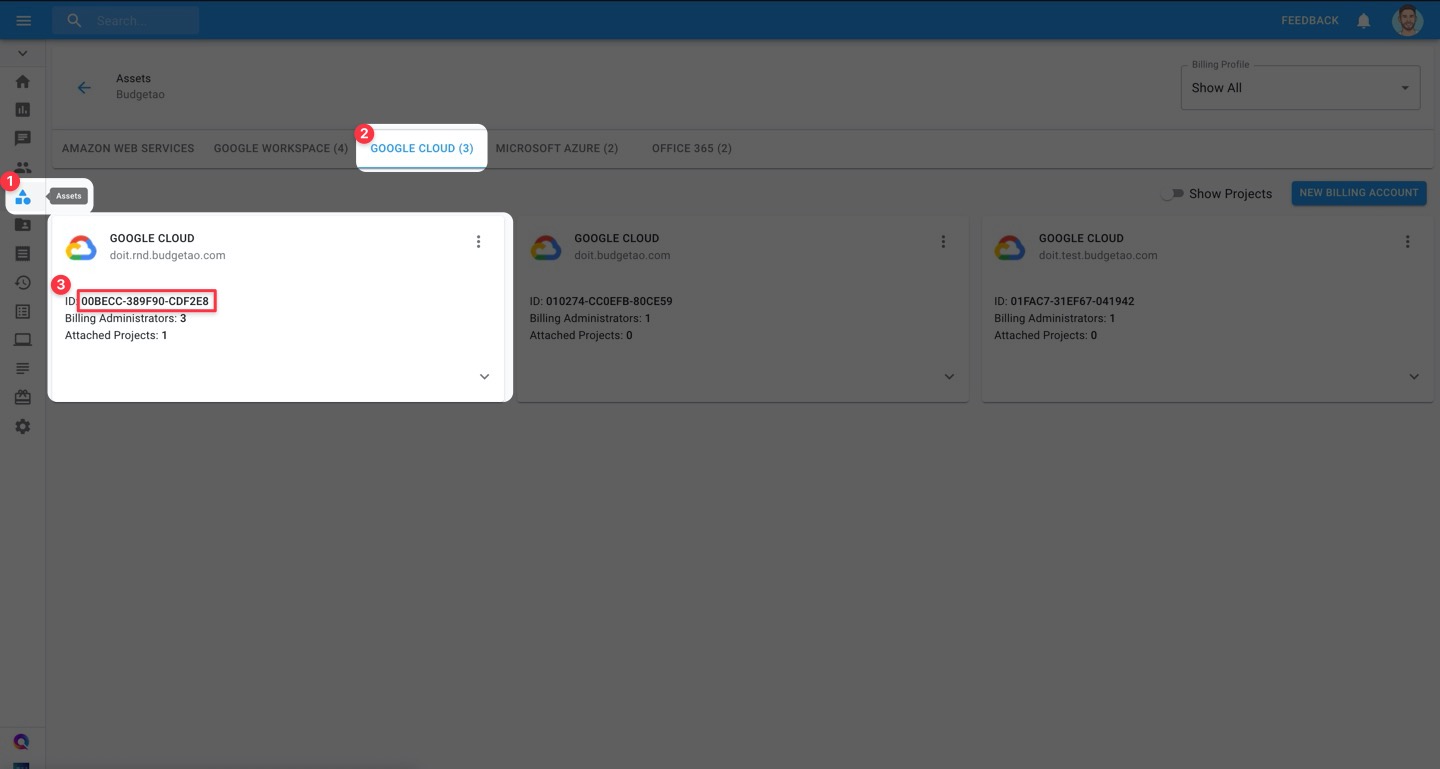 Search...
FEEDBACK
Assets
Budgetao
Billing Profile
Show All
2
AMAZON WEB SERVICES GOOGLE WORKSPACE (4) GOOGLE CLOUD (3) MICROSOFT AZURE (2) OFFICE 365 (2)
1
Assets
Show Projects NEW BILLING ACCOUNT
GOOGLE CLOUD
doit.rnd.budgetao.com
3
ID: 00BECC-389F90-CDF2E8
Billing Administrators: 3
Attached Projects: 1
GOOGLE CLOUD
doit.budgetao.com
ID: 010274-CC0EFB-80CE59
Billing Administrators: 1
Attached Projects: 0
GOOGLE CLOUD
doit.test.budgetao.com
ID: 01FAC7-31EF67-041942
Billing Administrators: 1
Attached Projects: 0